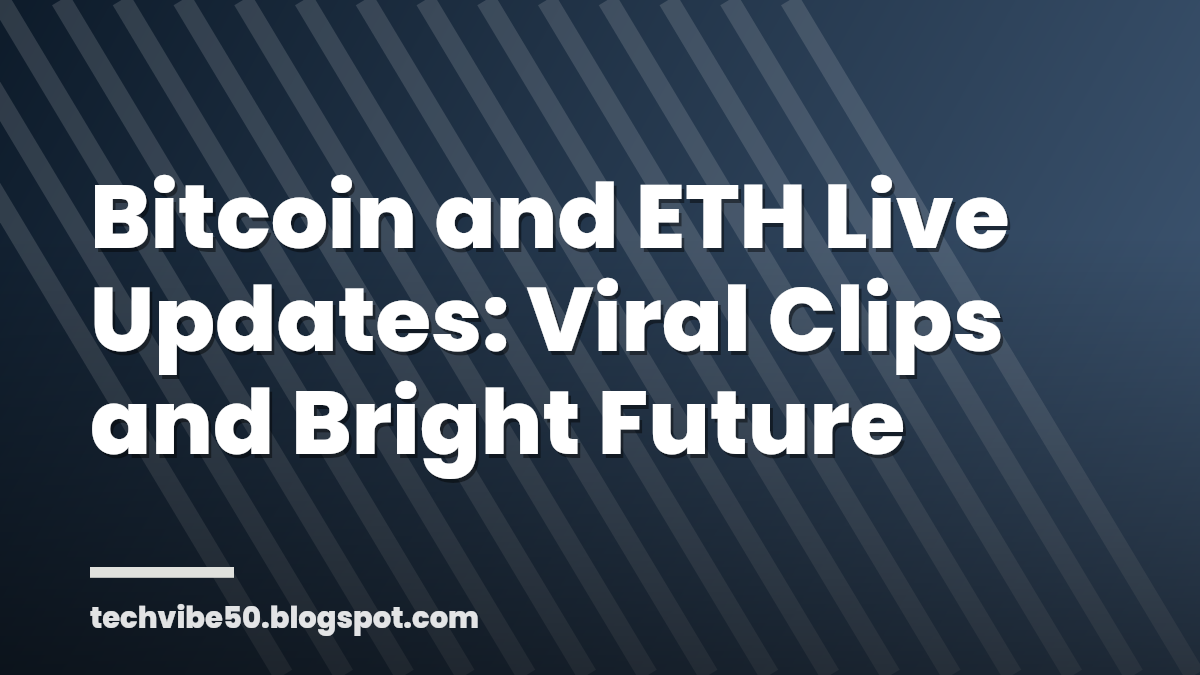 Bitcoin and ETH Live
Updates: Viral Clips
and Bright Future
techvibe50.blogspot.com